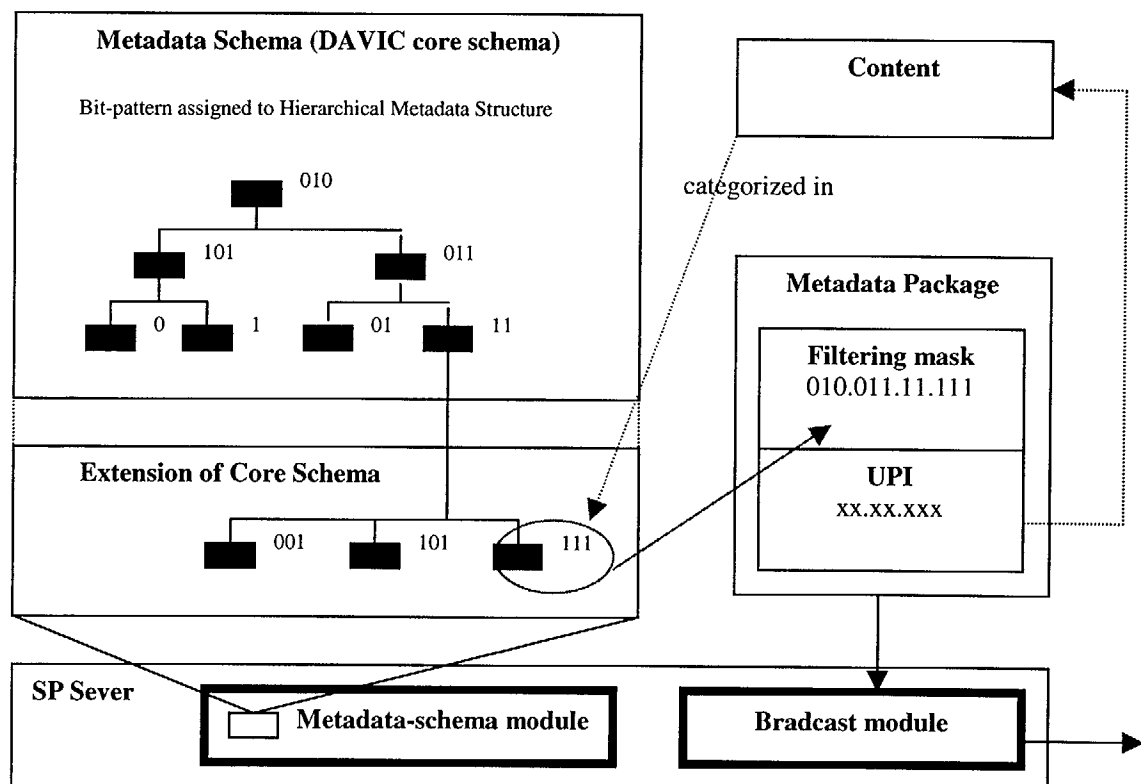 Metadata Schema (DAVIC core schema)
Bit-pattern assigned to Hierarchical Metadata Structure
010
101
011
0
1
01
11
Extension of Core Schema
001
101
111
Content
categorized in
Metadata Package
Filtering mask
010.011.11.111
UPI
xx.xx.xxx
SP Sever
Metadata-schema module
Bradcast module